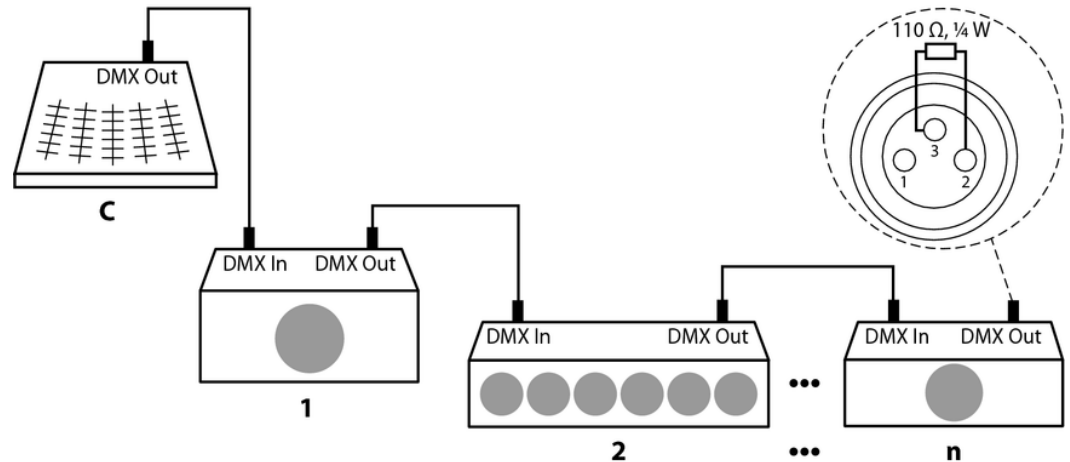 110 Ω, ¼ W
3
1
2
DMX Out
C
DMX In
DMX Out
1
DMX In
DMX Out
2
•••
•••
DMX In
DMX Out
n